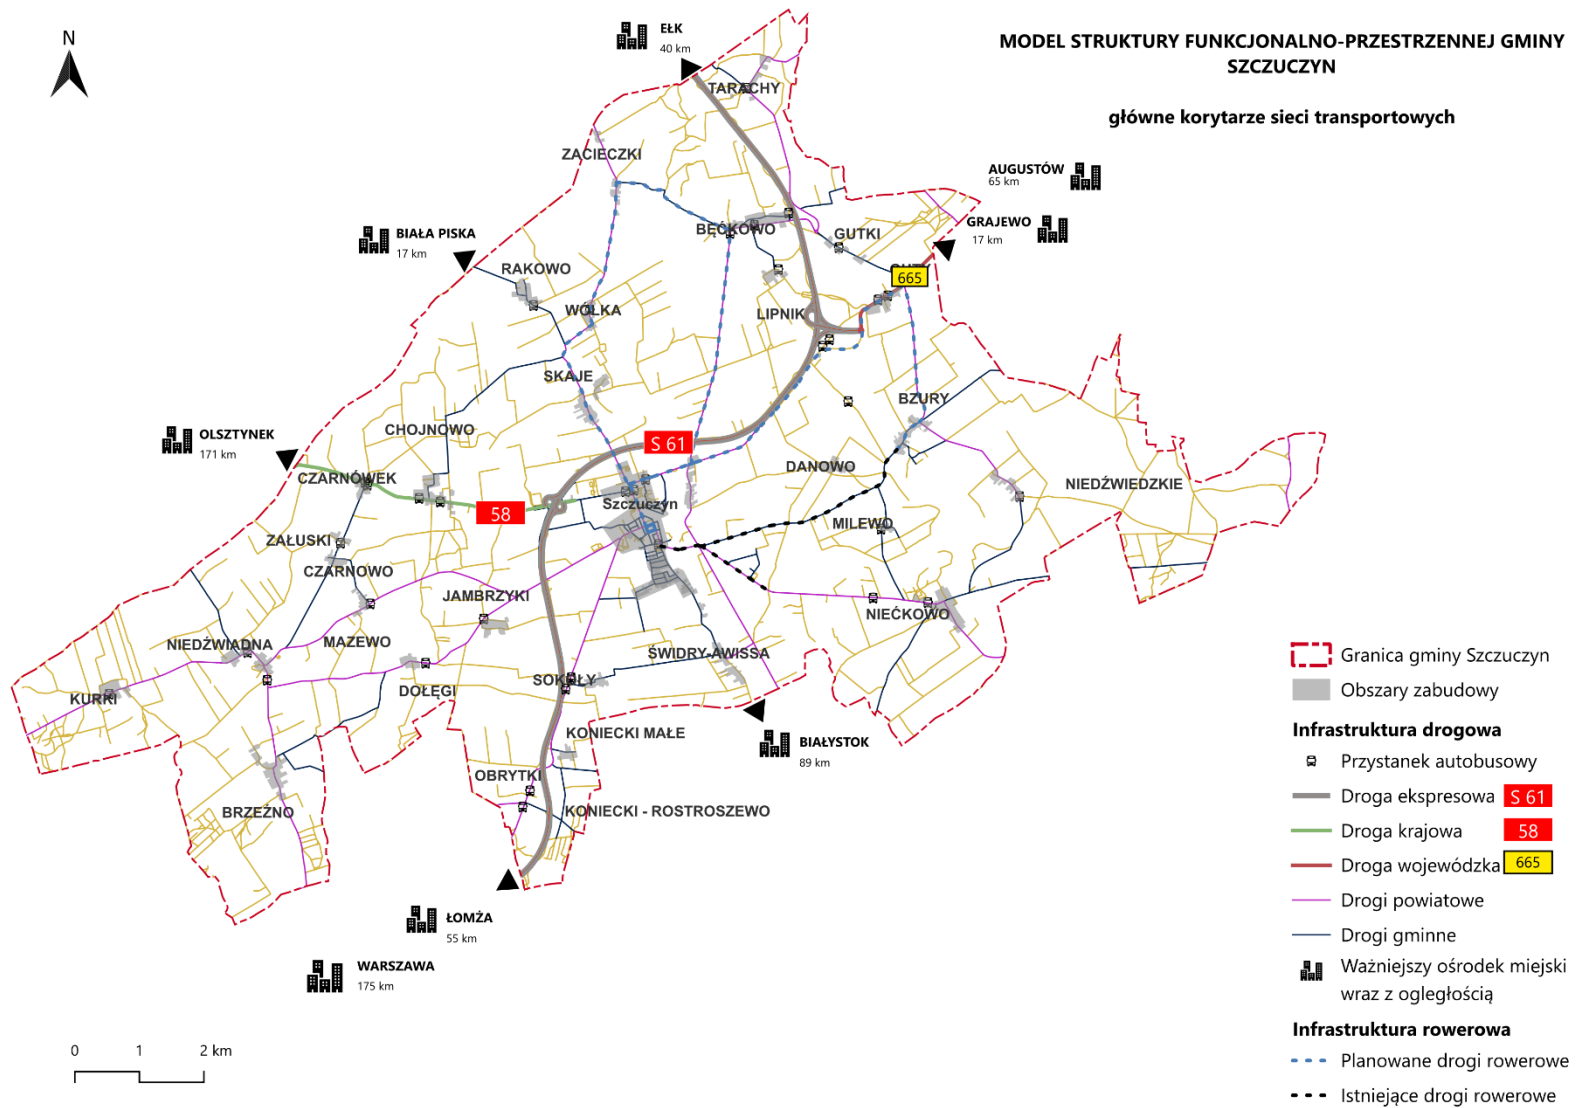 MODEL STRUKTURY FUNKCJONALNO-PRZESTRZENNEJ GMINY
SZCZUCZYN
główne korytarze sieci transportowych
N
EŁK
40 km
TARACHY
ZACIECZKI
AUGUSTÓW
65 km
GRAJEWO
17 km
BIAŁA PISKA
17 km
BĘĆKOWO
GUTKI
RAKOWO
GUTY
665
WÓLKA
LIPNIK
SKAJE
BZURY
CHOJNOWO
OLSZTYNEK
171 km
S 61
DANOWO
CZARNÓWEK
NIEDŹWIEDZKIE
Szczuczyn
58
MILEWO
ZAŁUSKI
CZARNOWO
JAMBRZYKI
NIEĆKOWO
MAZEWO
NIEDŹWIADNA
ŚWIDRY-AWISSA
KURKI
DOŁĘGI
SOKOŁY
KONIECKI MAŁE
BIAŁYSTOK
89 km
OBRYTKI
BRZEŹNO
KONIECKI - ROSTROSZEWO
ŁOMŻA
55 km
WARSZAWA
175 km
0 1 2 km
Granica gminy Szczuczyn
Obszary zabudowy
Infrastruktura drogowa
Przystanek autobusowy
Droga ekspresowa S 61
Droga krajowa 58
Droga wojewódzka 665
Drogi powiatowe
Drogi gminne
Ważniejszy ośrodek miejski
wraz z ogległością
Infrastruktura rowerowa
Planowane drogi rowerowe
Istniejące drogi rowerowe